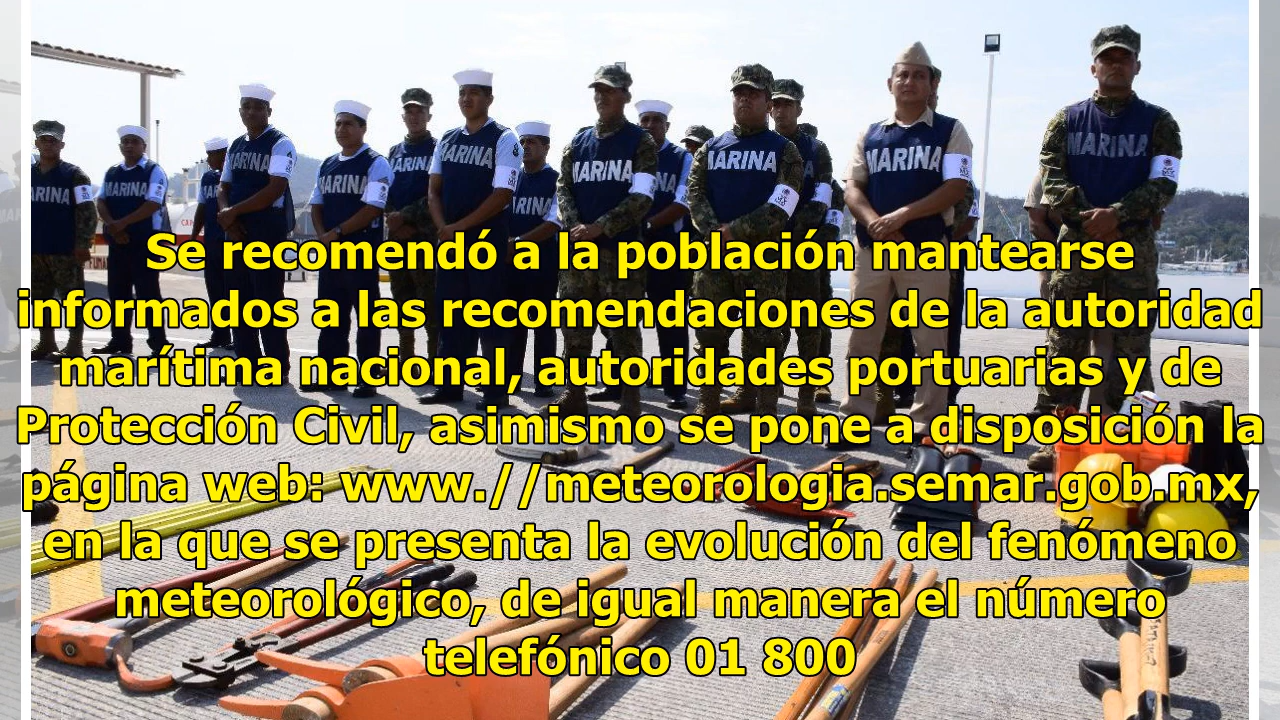 MARINA
MARINA
MARINA
MARINA
MARINA
MARINA
MARINA
MARINA
MARINA
MARINA
Se recomendó a la población mantearse
informados a las recomendaciones de la autoridad
marítima nacional, autoridades portuarias y de
Protección Civil, asimismo se pone a disposición la
página web: www.//meteorologia.semar.gob.mx,
en la que se presenta la evolución del fenómeno
meteorológico, de igual manera el número
telefónico 01 800